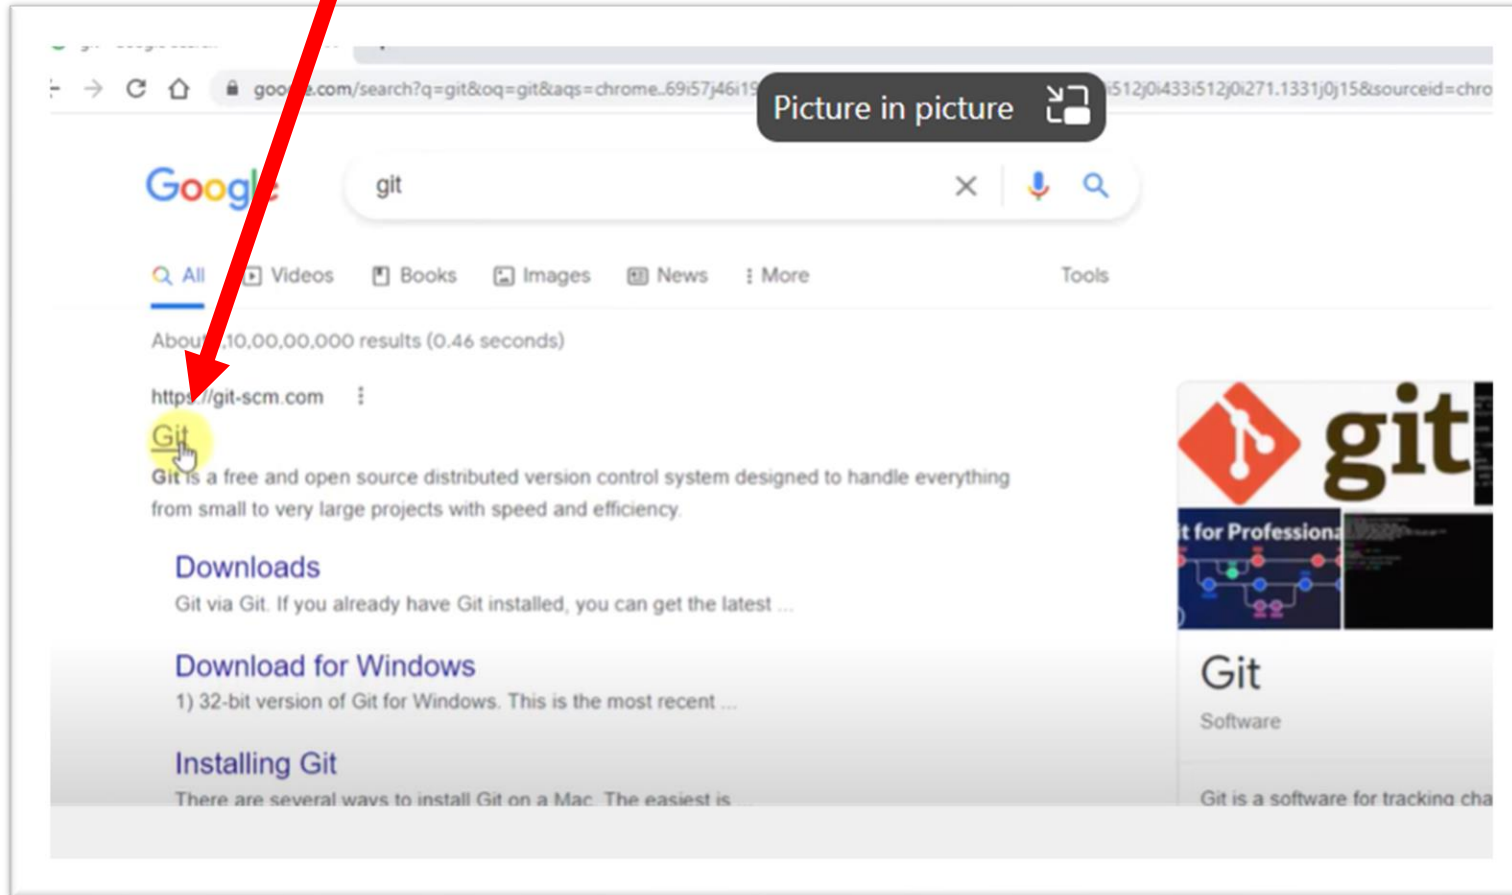 google.com/search?q=git&oq=git&aqs=chrome..69i57j46i19 i512j0i433i512j0i271.1331j0j15&sourceid=chro
Picture in picture
Google
git
All Videos Books Images News More Tools
About 10,00,00,000 results (0.46 seconds)
https://git-scm.com
Git
Git is a free and open source distributed version control system designed to handle everything
from small to very large projects with speed and efficiency.
Downloads
Git via Git. If you already have Git installed, you can get the latest ...
Download for Windows
1) 32-bit version of Git for Windows. This is the most recent ...
Installing Git
There are several ways to install Git on a Mac. The easiest is ...
git
it for Professiona
Git
Software
Git is a software for tracking cha